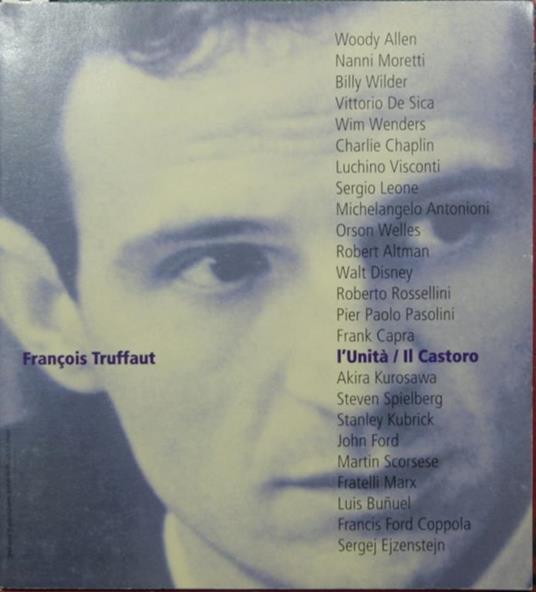 Woody Allen
Nanni Moretti
Billy Wilder
Vittorio De Sica
Wim Wenders
Charlie Chaplin
Luchino Visconti
Sergio Leone
Michelangelo Antonioni
Orson Welles
Robert Altman
Walt Disney
Roberto Rossellini
Pier Paolo Pasolini
Frank Capra
François Truffaut
l'Unità / Il Castoro
Akira Kurosawa
Steven Spielberg
Stanley Kubrick
John Ford
Martin Scorsese
Fratelli Marx
Luis Buñuel
Francis Ford Coppola
Sergej Ejzenstejn